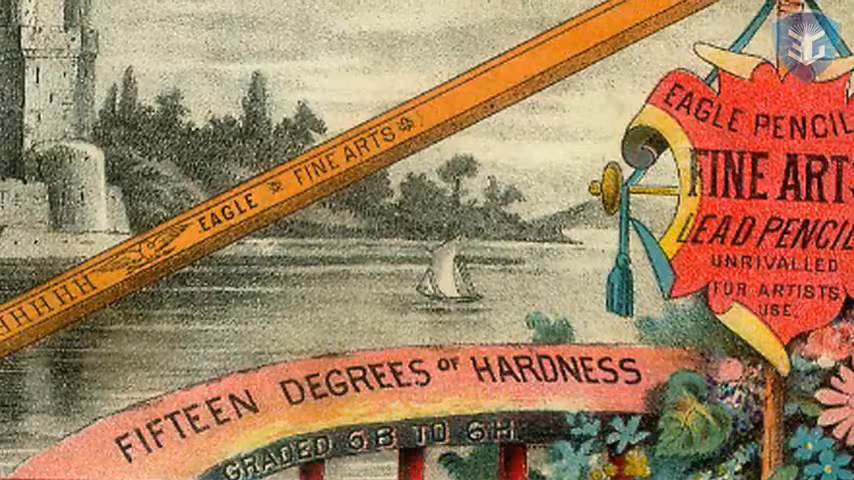 HHHHHH EAGLE FINE ARTS
EAGLE PENCIL
FINE ARTS
LEAD PENCIL
UNRIVALLED
FOR ARTISTS
USE
FIFTEEN DEGREES OF HARDNESS
GRADED 6B TO 6H